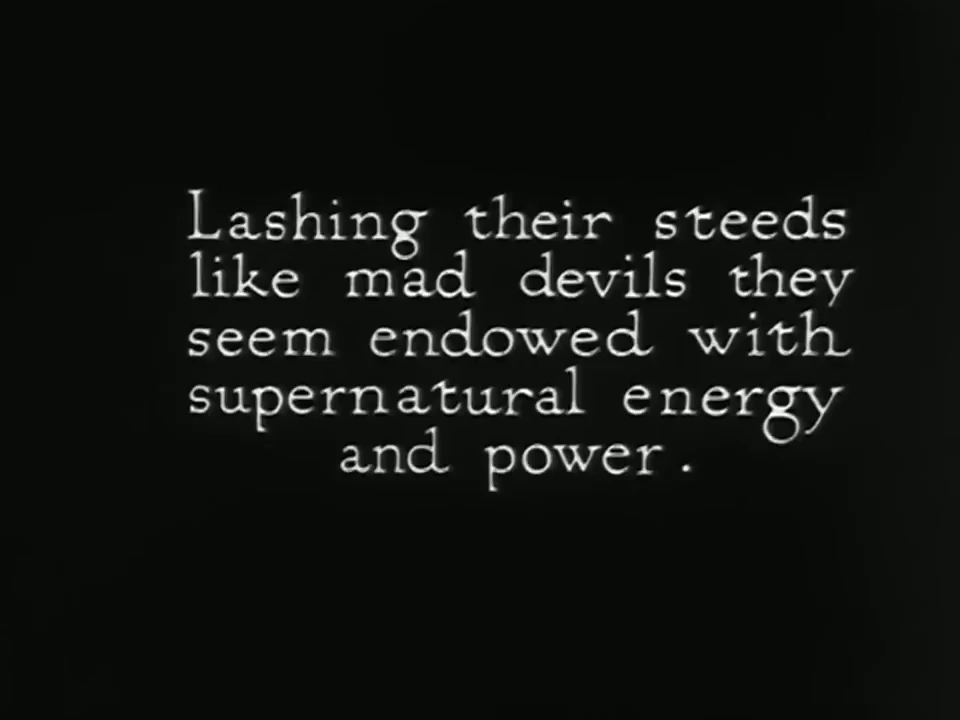 Lashing their steeds
like mad devils they
seem endowed with
supernatural energy
and power.